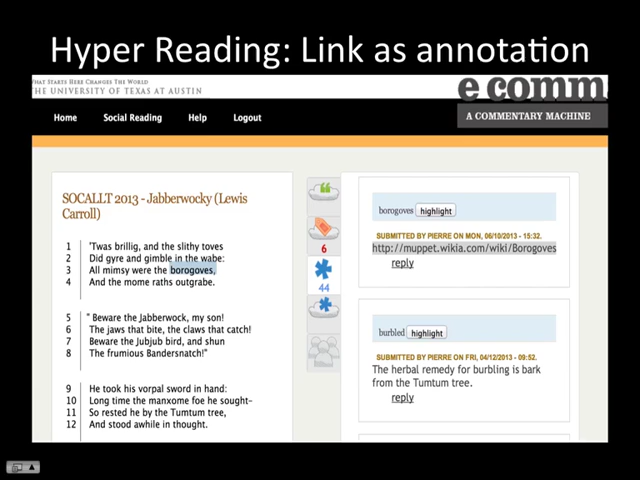 Hyper Reading: Link as annotation
WHAT STARTS HERE CHANGES THE WORLD
THE UNIVERSITY OF TEXAS AT AUSTIN
e comm
A COMMENTARY MACHINE
Home Social Reading Help Logout
SOCALLT 2013 - Jabberwocky (Lewis
Carroll)
1 'Twas brillig, and the slithy toves
2 Did gyre and gimble in the wabe:
3 All mimsy were the borogoves,
4 And the mome raths outgrabe.
5 " Beware the Jabberwock, my son!
6 The jaws that bite, the claws that catch!
7 Beware the Jubjub bird, and shun
8 The frumious Bandersnatch!"
9 He took his vorpal sword in hand:
10 Long time the manxome foe he sought-
11 So rested he by the Tumtum tree,
12 And stood awhile in thought.
6
44
borogoves highlight
SUBMITTED BY PIERRE ON MON, 06/10/2013 - 15:32.
http://muppet.wikia.com/wiki/Borogoves
reply
burbled highlight
SUBMITTED BY PIERRE ON FRI, 04/12/2013 - 09:52.
The herbal remedy for burbling is bark
from the Tumtum tree.
reply